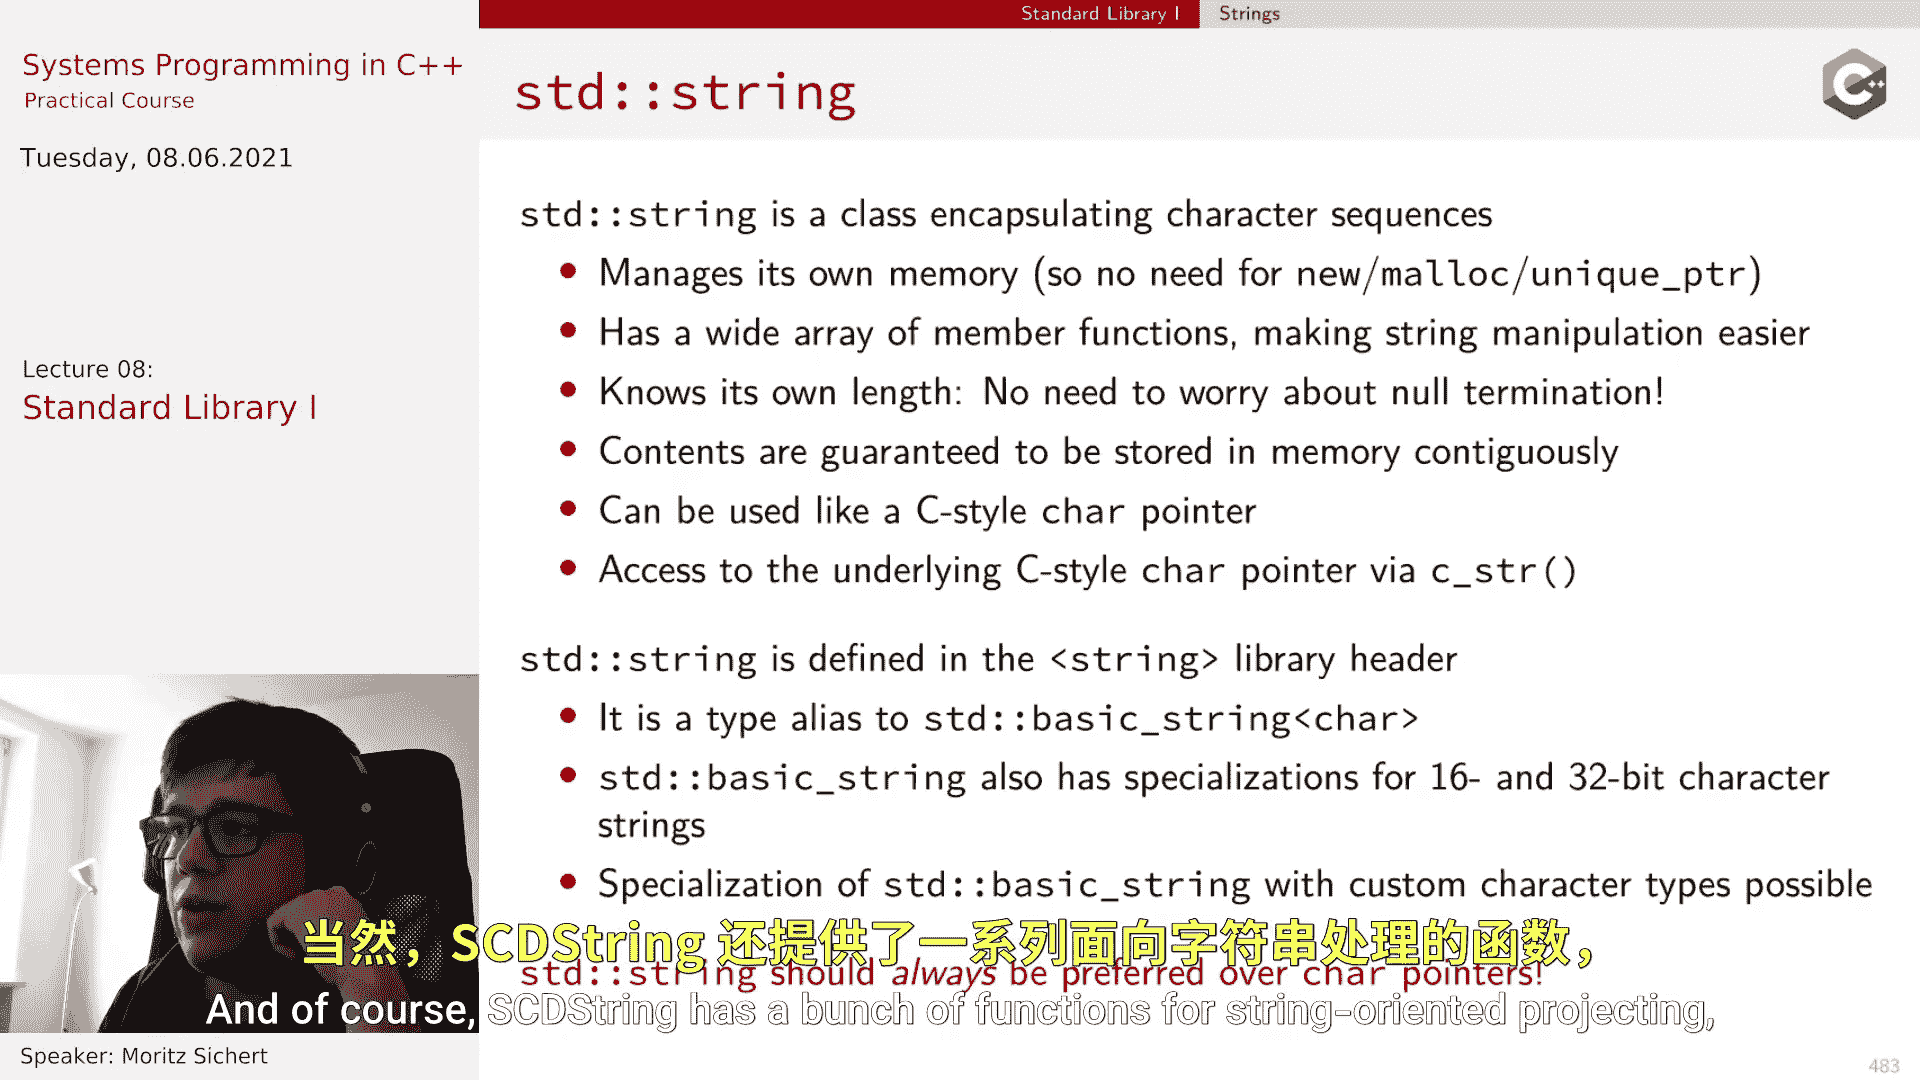 Standard Library I
Strings
Systems Programming in C++
Practical Course
Tuesday, 08.06.2021
Lecture 08:
Standard Library I
std::string
C++
std::string is a class encapsulating character sequences
• Manages its own memory (so no need for new/malloc/unique_ptr)
• Has a wide array of member functions, making string manipulation easier
• Knows its own length: No need to worry about null termination!
• Contents are guaranteed to be stored in memory contiguously
• Can be used like a C-style char pointer
• Access to the underlying C-style char pointer via c_str()
std::string is defined in the <string> library header
• It is a type alias to std::basic_string<char>
• std::basic_string also has specializations for 16- and 32-bit character
strings
• Specialization of std::basic_string with custom character types possible
当然，SCDString 还提供了一系列面向字符串处理的函数，
std::string should always be preferred over char pointers!
And of course, SCDString has a bunch of functions for string-oriented projecting,
Speaker: Moritz Sichert
483